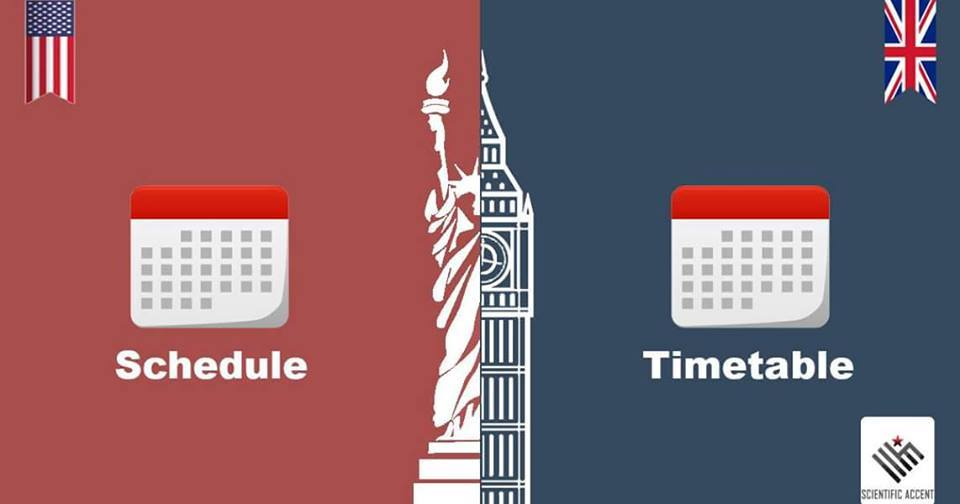 Schedule
Timetable
SCIENTIFIC ACCENT